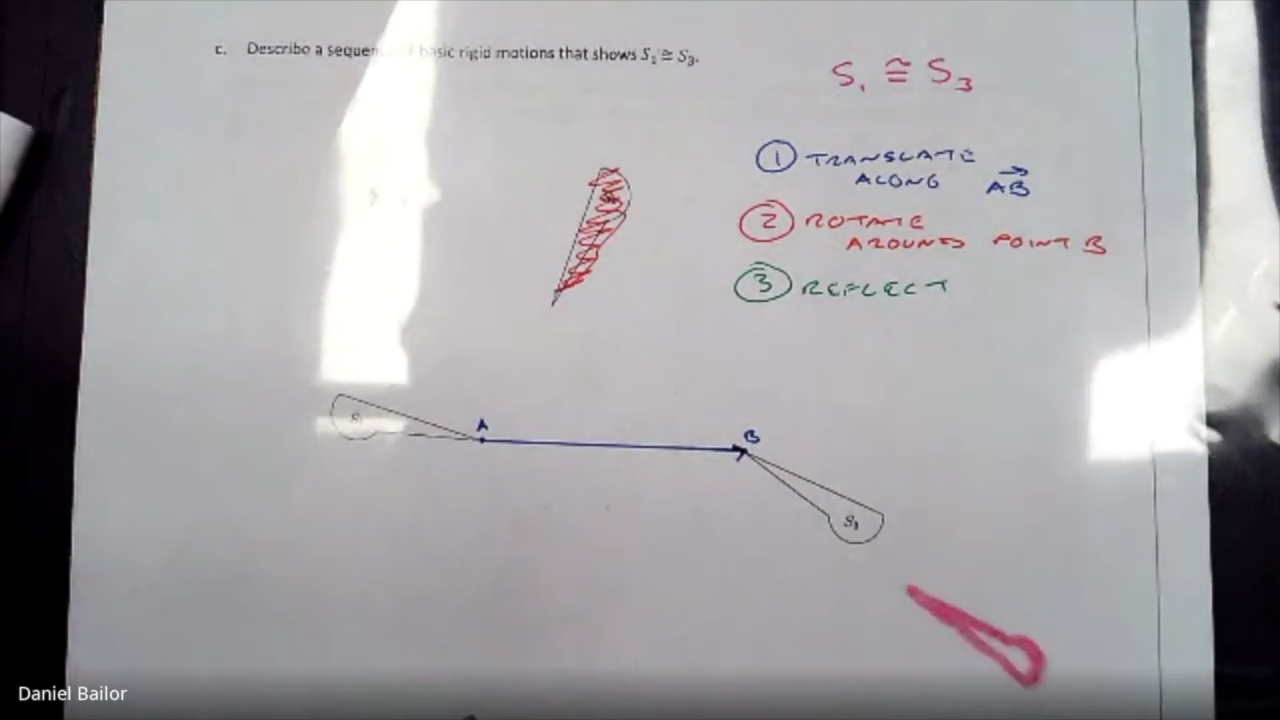 c. Describe a sequen basic rigid motions that shows S₁ ≅ S₃.
S₁ ≅ S₃
① TRANSLATE
ALONG AB
② ROTATE
AROUND POINT B
③ REFLECT
A
B
S₃
Daniel Bailor